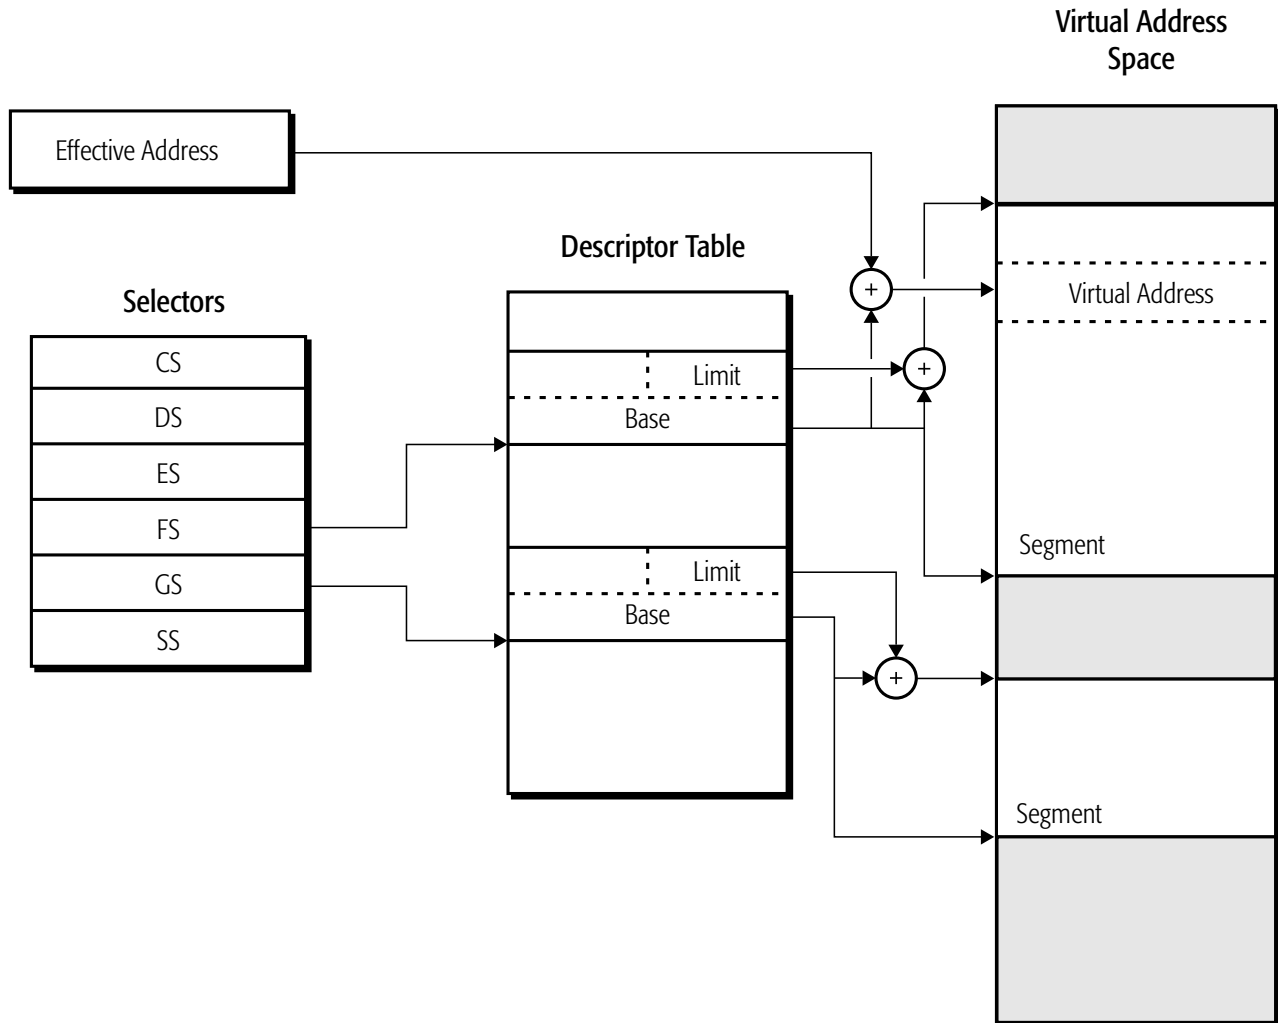 Virtual Address
Space
Effective Address
Descriptor Table
Selectors
CS
DS
ES
FS
GS
SS
Limit
Base
Limit
Base
+
+
+
Virtual Address
Segment
Segment